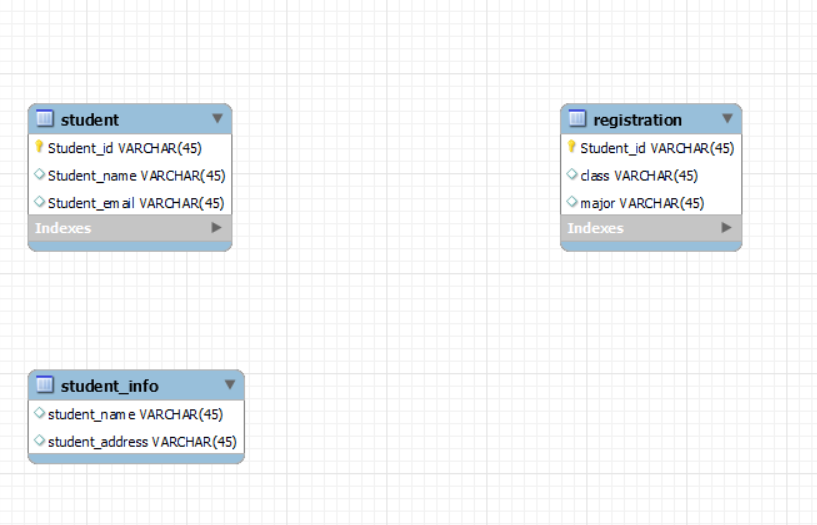 student
Student_id VARCHAR(45)
Student_name VARCHAR(45)
Student_email VARCHAR(45)
Indexes
registration
Student_id VARCHAR(45)
class VARCHAR(45)
major VARCHAR(45)
Indexes
student_info
student_name VARCHAR(45)
student_address VARCHAR(45)